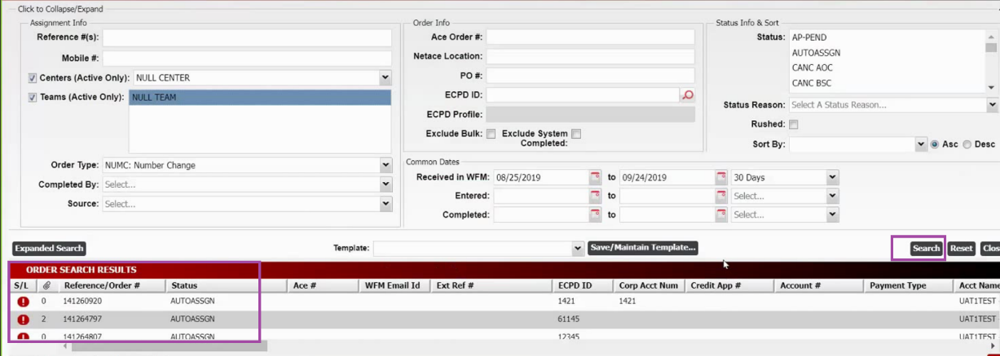 Click to Collapse/Expand
Assignment Info
Reference #(s):
Mobile #:
Centers (Active Only): NULL CENTER
Teams (Active Only): NULL TEAM
Order Type: NUMC: Number Change
Completed By: Select...
Source: Select...
Order Info
Ace Order #:
Netace Location:
PO #:
ECPD ID:
ECPD Profile:
Exclude Bulk: Exclude System
Completed:
Common Dates
Received in WFM: 08/25/2019 to 09/24/2019 30 Days
Entered: to Select...
Completed: to Select...
Status Info & Sort
Status: AP-PEND
AUTOASSGN
CANC AOC
CANC BSC
Status Reason: Select A Status Reason...
Rushed:
Sort By: Asc Desc
Expanded Search Template: Save/Maintain Template... Search Reset Clos
ORDER SEARCH RESULTS
S/L Reference/Order # Status Ace # WFM Email Id Ext Ref # ECPD ID Corp Acct Num Credit App # Account # Payment Type Acct Name
0 141260920 AUTOASSGN 1421 1421 UAT1TEST
2 141264797 AUTOASSGN 61145 UAT1TEST
0 141264807 AUTOASSGN 12345 UAT1TEST